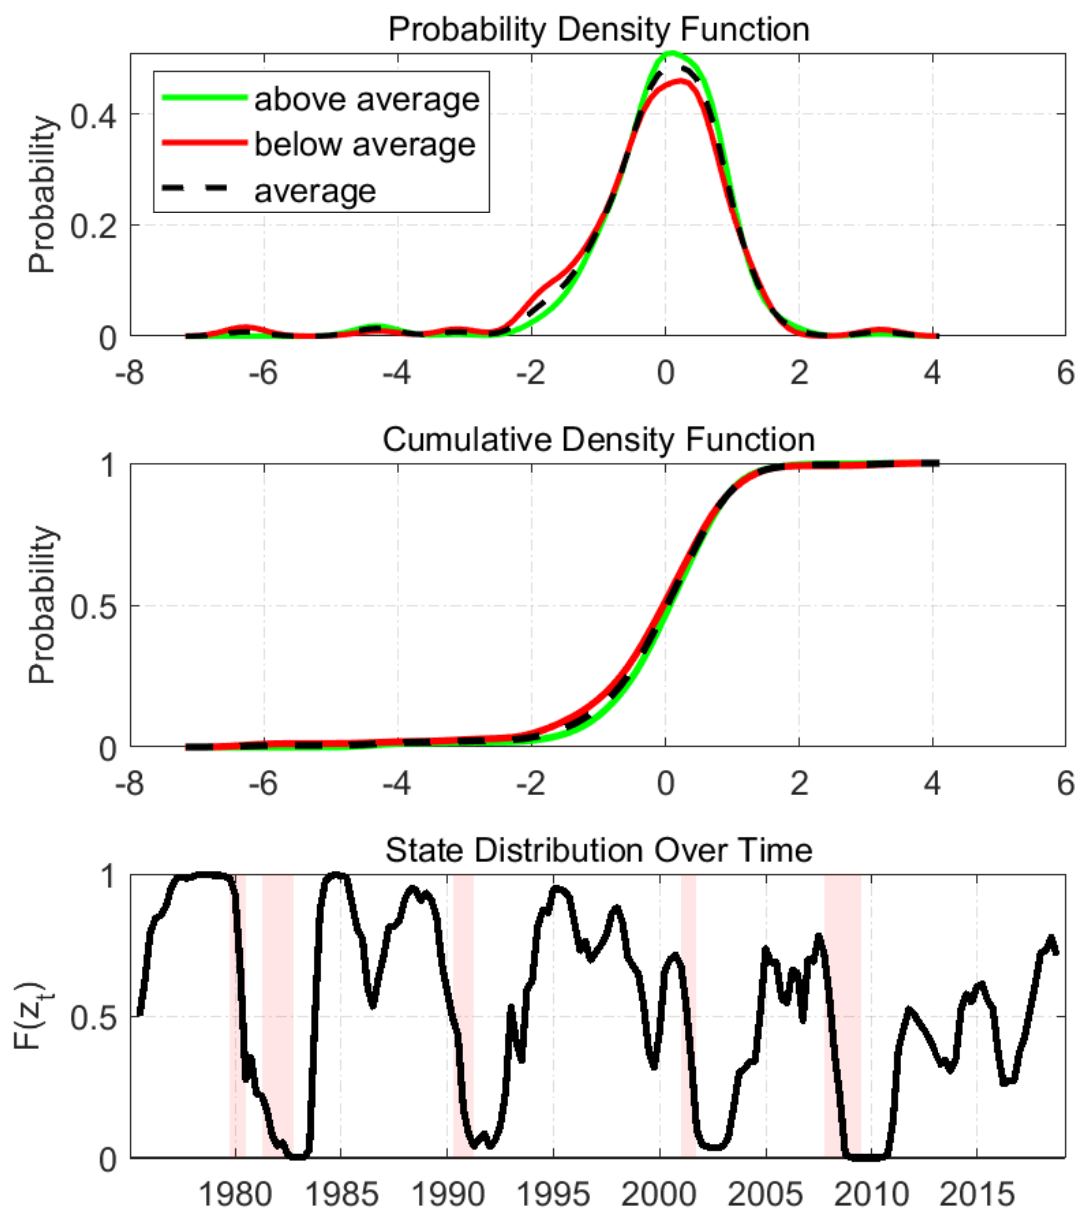 Probability Density Function
Probability
0.4
0.2
0
above average
below average
average
-8 -6 -4 -2 0 2 4 6
Cumulative Density Function
Probability
1
0.5
0
-8 -6 -4 -2 0 2 4 6
State Distribution Over Time
F(z_t)
1
0.5
0
1980 1985 1990 1995 2000 2005 2010 2015